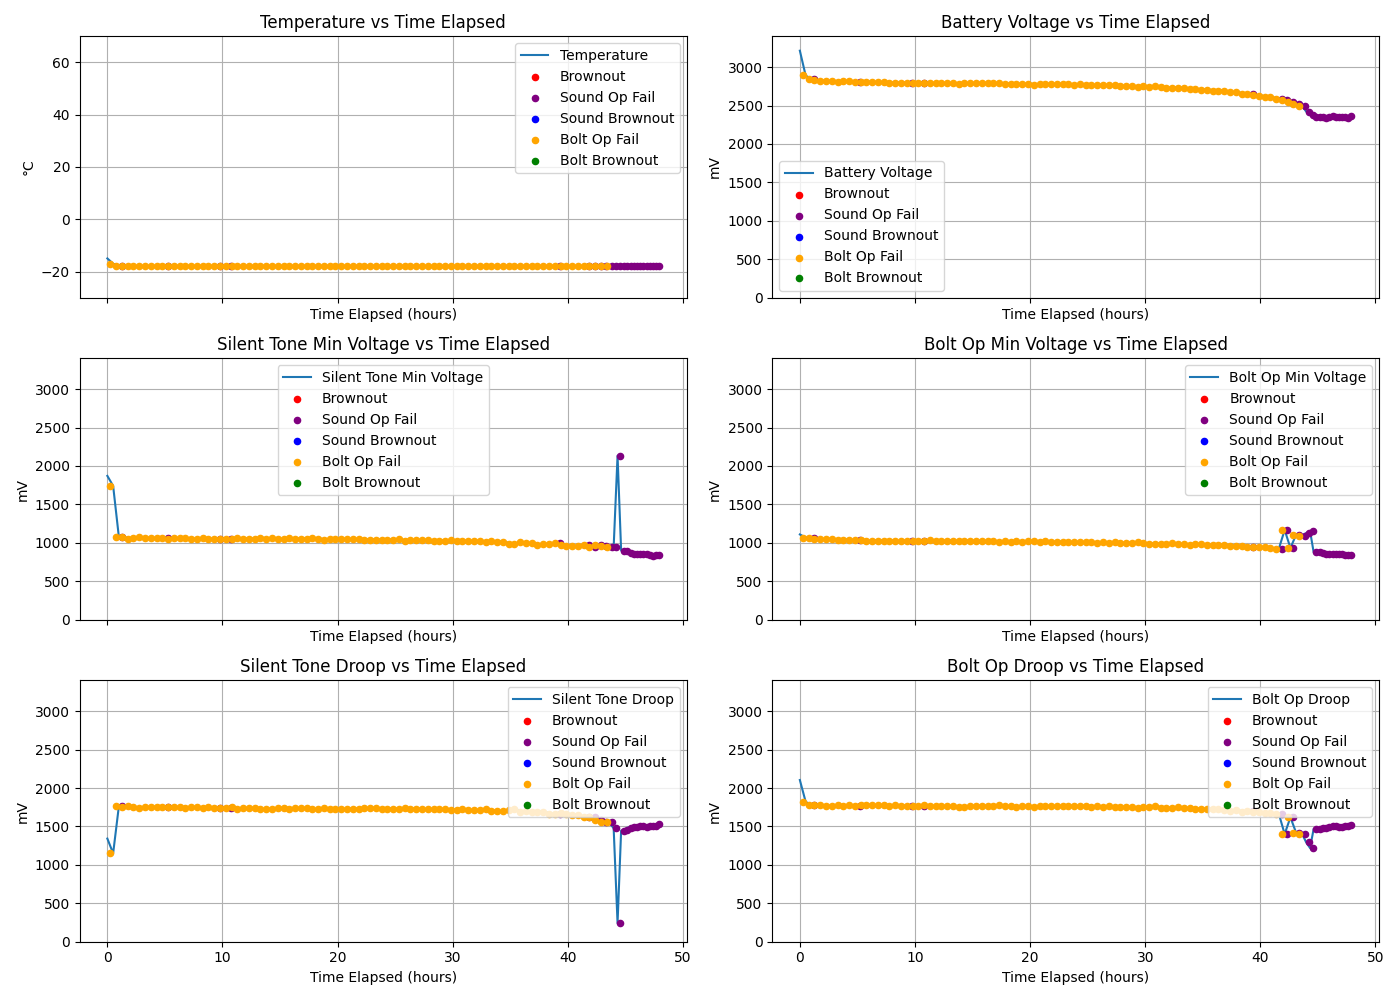 Temperature vs Time Elapsed
60
40
20
0
−20
°C
Temperature
Brownout
Sound Op Fail
Sound Brownout
Bolt Op Fail
Bolt Brownout
Time Elapsed (hours)
Battery Voltage vs Time Elapsed
3000
2500
2000
1500
1000
500
0
mV
Battery Voltage
Brownout
Sound Op Fail
Sound Brownout
Bolt Op Fail
Bolt Brownout
Time Elapsed (hours)
Silent Tone Min Voltage vs Time Elapsed
3000
2500
2000
1500
1000
500
0
mV
Silent Tone Min Voltage
Brownout
Sound Op Fail
Sound Brownout
Bolt Op Fail
Bolt Brownout
Time Elapsed (hours)
Bolt Op Min Voltage vs Time Elapsed
3000
2500
2000
1500
1000
500
0
mV
Bolt Op Min Voltage
Brownout
Sound Op Fail
Sound Brownout
Bolt Op Fail
Bolt Brownout
Time Elapsed (hours)
Silent Tone Droop vs Time Elapsed
3000
2500
2000
1500
1000
500
0
mV
Silent Tone Droop
Brownout
Sound Op Fail
Sound Brownout
Bolt Op Fail
Bolt Brownout
0 10 20 30 40 50
Time Elapsed (hours)
Bolt Op Droop vs Time Elapsed
3000
2500
2000
1500
1000
500
0
mV
Bolt Op Droop
Brownout
Sound Op Fail
Sound Brownout
Bolt Op Fail
Bolt Brownout
0 10 20 30 40 50
Time Elapsed (hours)